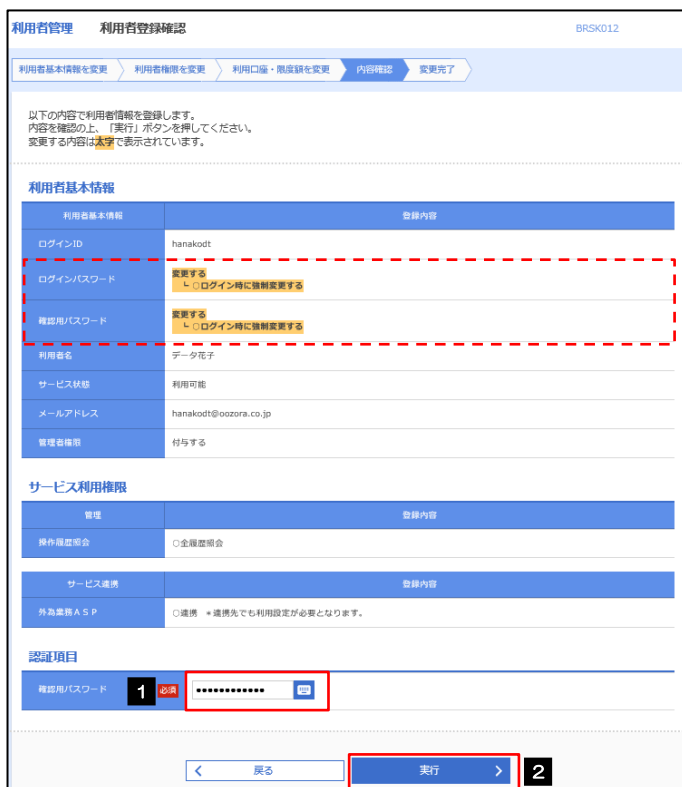 利用者管理 利用者登録確認 BRSK012
利用者基本情報を変更 利用者権限を変更 利用口座・限度額を変更 内容確認 変更完了
以下の内容で利用者情報を登録します。
内容を確認の上、「実行」ボタンを押してください。
変更する内容は太字で表示されています。
利用者基本情報
利用者基本情報 登録内容
ログインID hanakodt
ログインパスワード 変更する
└ ○ログイン時に強制変更する
確認用パスワード 変更する
└ ○ログイン時に強制変更する
利用者名 データ花子
サービス状態 利用可能
メールアドレス hanakodt@oozora.co.jp
管理者権限 付与する
サービス利用権限
管理 登録内容
操作履歴照会 ○全履歴照会
サービス連携 登録内容
外為業務ASP ○連携 *連携先でも利用設定が必要となります。
認証項目
確認用パスワード 1 必須 ●●●●●●●●●●●●
戻る 実行 2